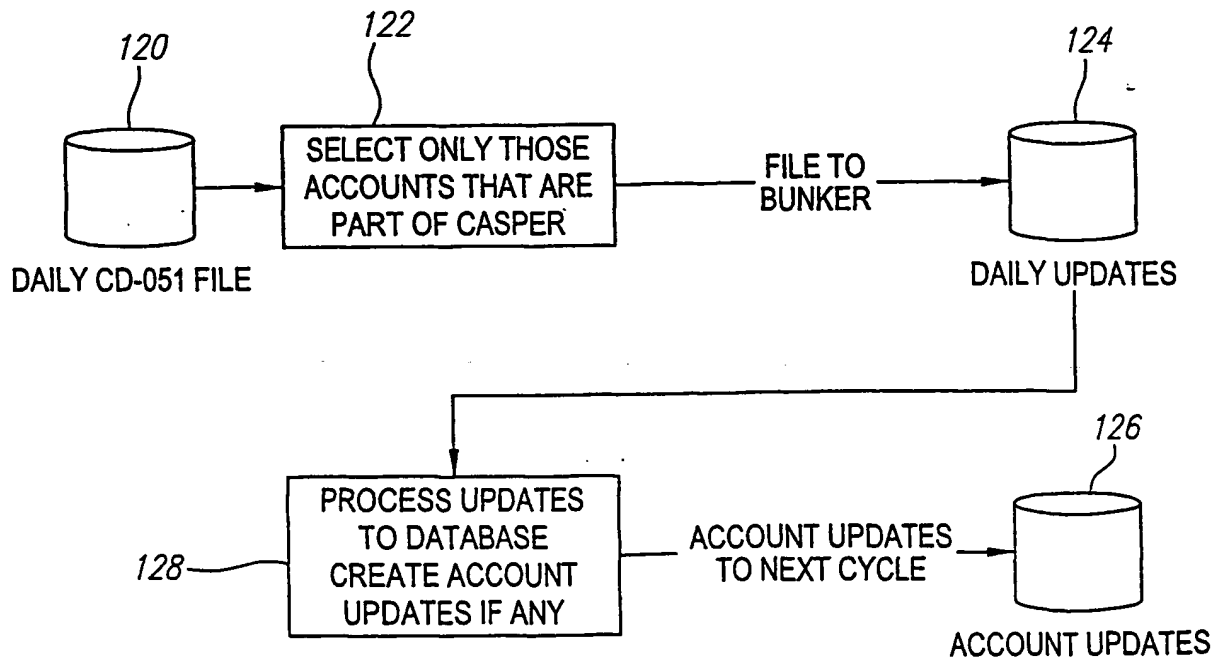 120
122
124
SELECT ONLY THOSE
ACCOUNTS THAT ARE
PART OF CASPER
FILE TO
BUNKER
DAILY CD-051 FILE
DAILY UPDATES
126
128
PROCESS UPDATES
TO DATABASE
CREATE ACCOUNT
UPDATES IF ANY
ACCOUNT UPDATES
TO NEXT CYCLE
ACCOUNT UPDATES